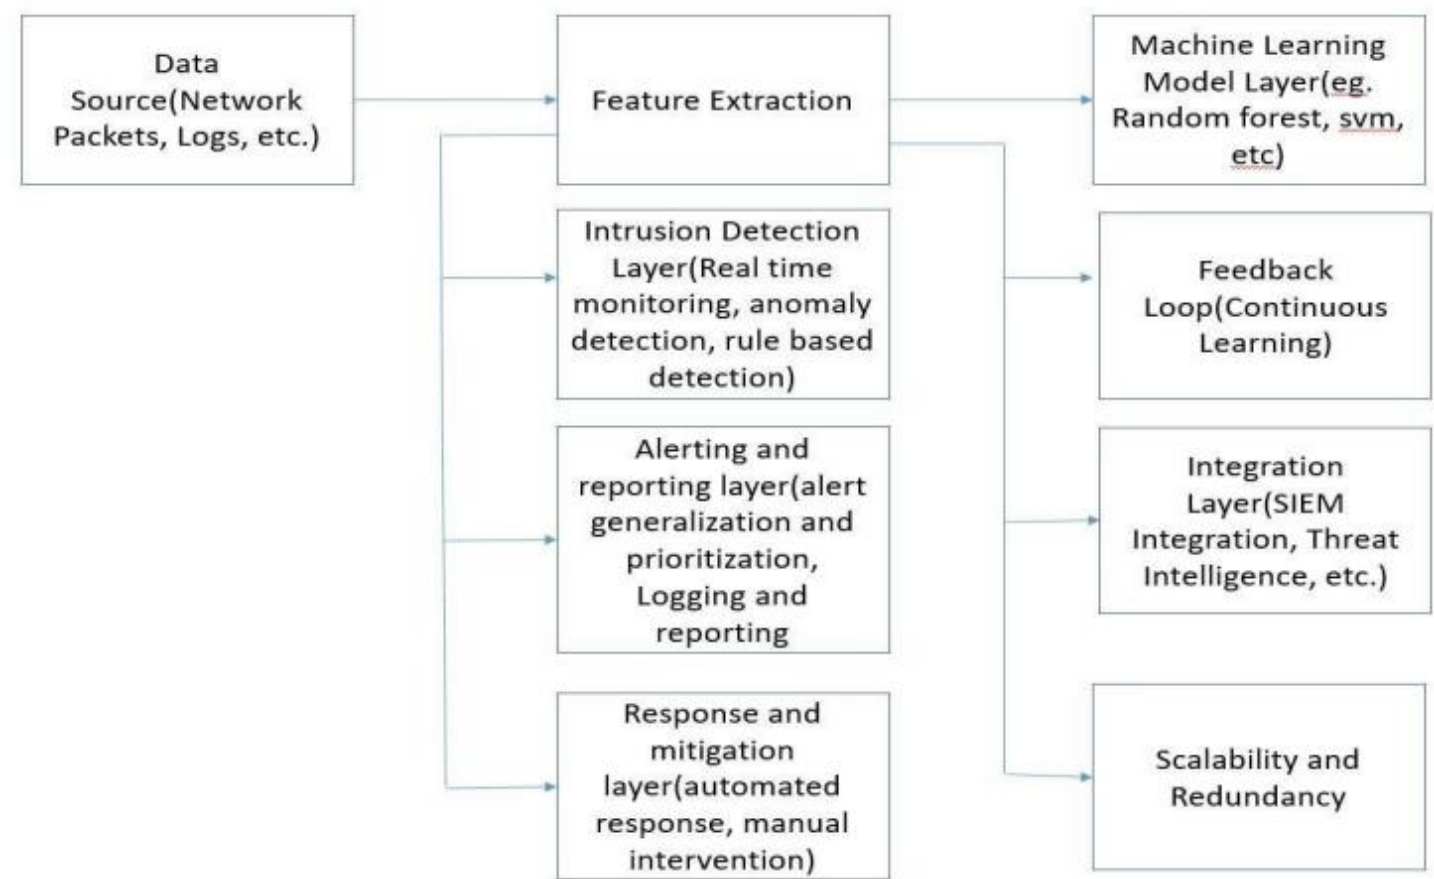 Data
Source(Network
Packets, Logs, etc.)
Feature Extraction
Machine Learning
Model Layer(eg.
Random forest, svm,
etc)
Intrusion Detection
Layer(Real time
monitoring, anomaly
detection, rule based
detection)
Feedback
Loop(Continuous
Learning)
Alerting and
reporting layer(alert
generalization and
prioritization,
Logging and
reporting
Integration
Layer(SIEM
Integration, Threat
Intelligence, etc.)
Response and
mitigation
layer(automated
response, manual
intervention)
Scalability and
Redundancy